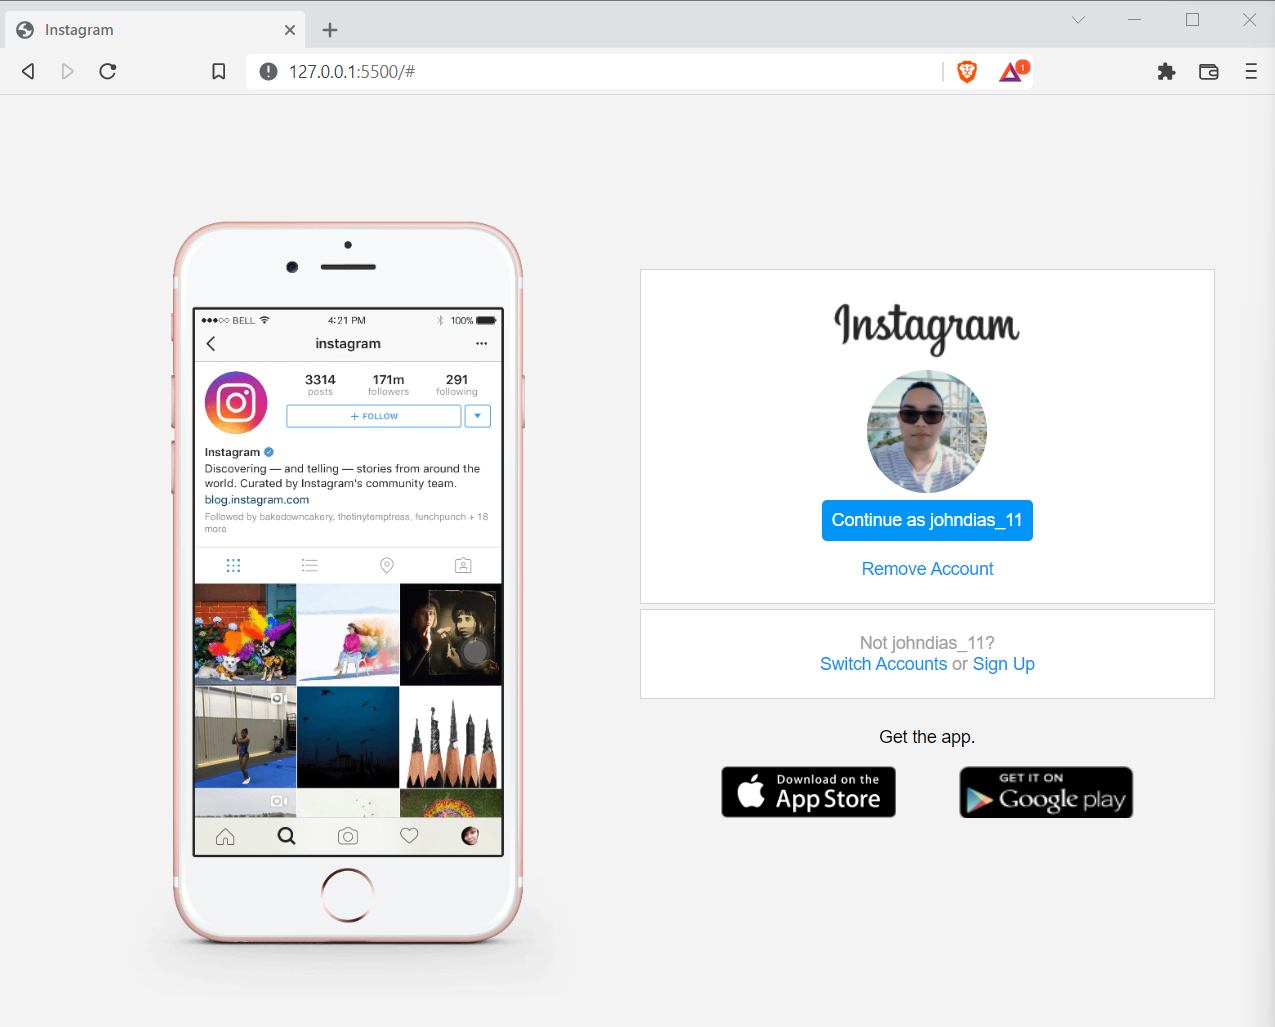 Instagram
127.0.0.1:5500/#
1
BELL 4:21 PM 100%
instagram
3314 171m 291
posts followers following
+ FOLLOW
Instagram
Discovering — and telling — stories from around the
world. Curated by Instagram's community team.
blog.instagram.com
Followed by bakedowncakery, thetinytemptress, funchpunch + 18
more
Instagram
Continue as johndias_11
Remove Account
Not johndias_11?
Switch Accounts or Sign Up
Get the app.
Download on the
App Store
GET IT ON
Google play